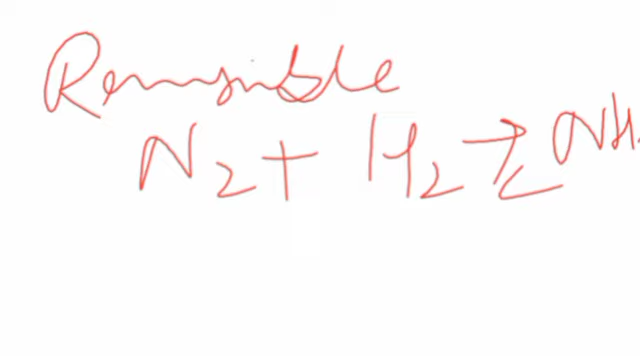 Reversible
N2 + H2 ⇌ NH